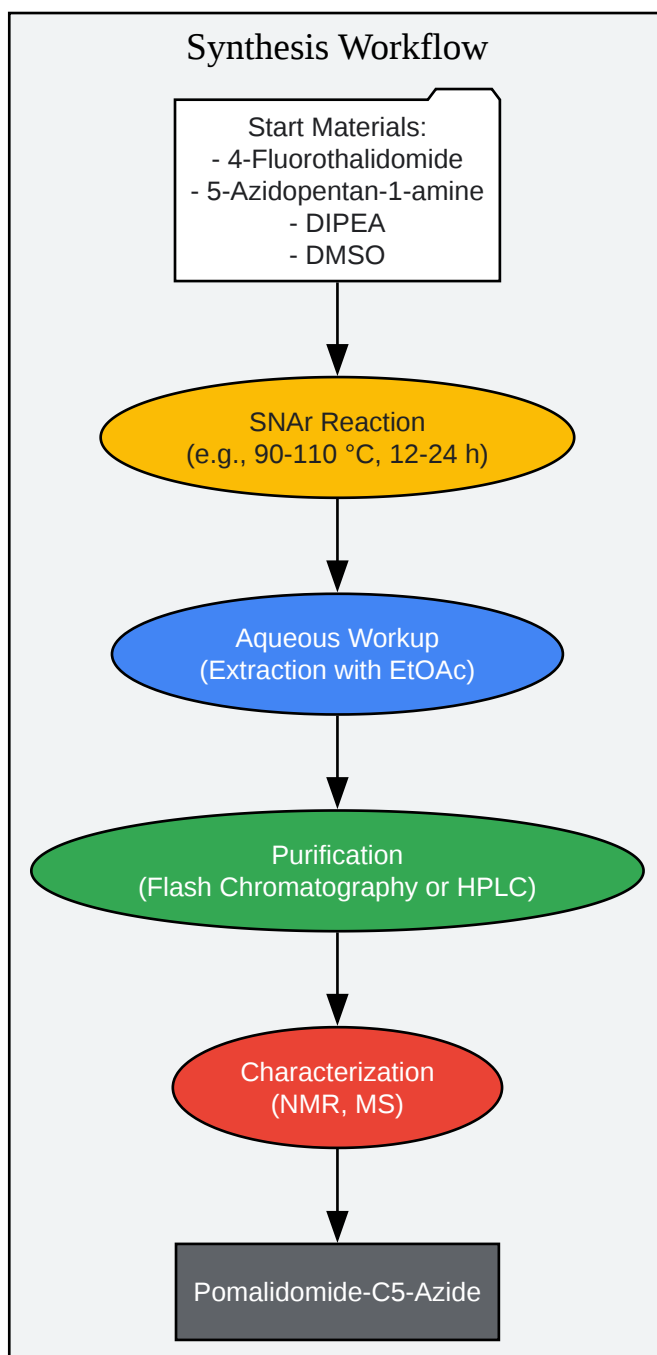 Synthesis Workflow
Start Materials:
- 4-Fluorothalidomide
- 5-Azidopentan-1-amine
- DIPEA
- DMSO
SNAr Reaction
(e.g., 90-110 °C, 12-24 h)
Aqueous Workup
(Extraction with EtOAc)
Purification
(Flash Chromatography or HPLC)
Characterization
(NMR, MS)
Pomalidomide-C5-Azide